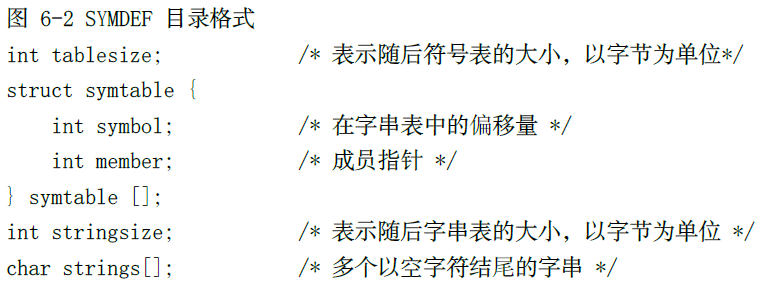 图 6-2 SYMDEF 目录格式
int tablesize; /* 表示随后符号表的大小，以字节为单位*/
struct symtable {
int symbol; /* 在字串表中的偏移量 */
int member; /* 成员指针 */
} symtable [];
int stringsize; /* 表示随后字串表的大小，以字节为单位 */
char strings[]; /* 多个以空字符结尾的字串 */